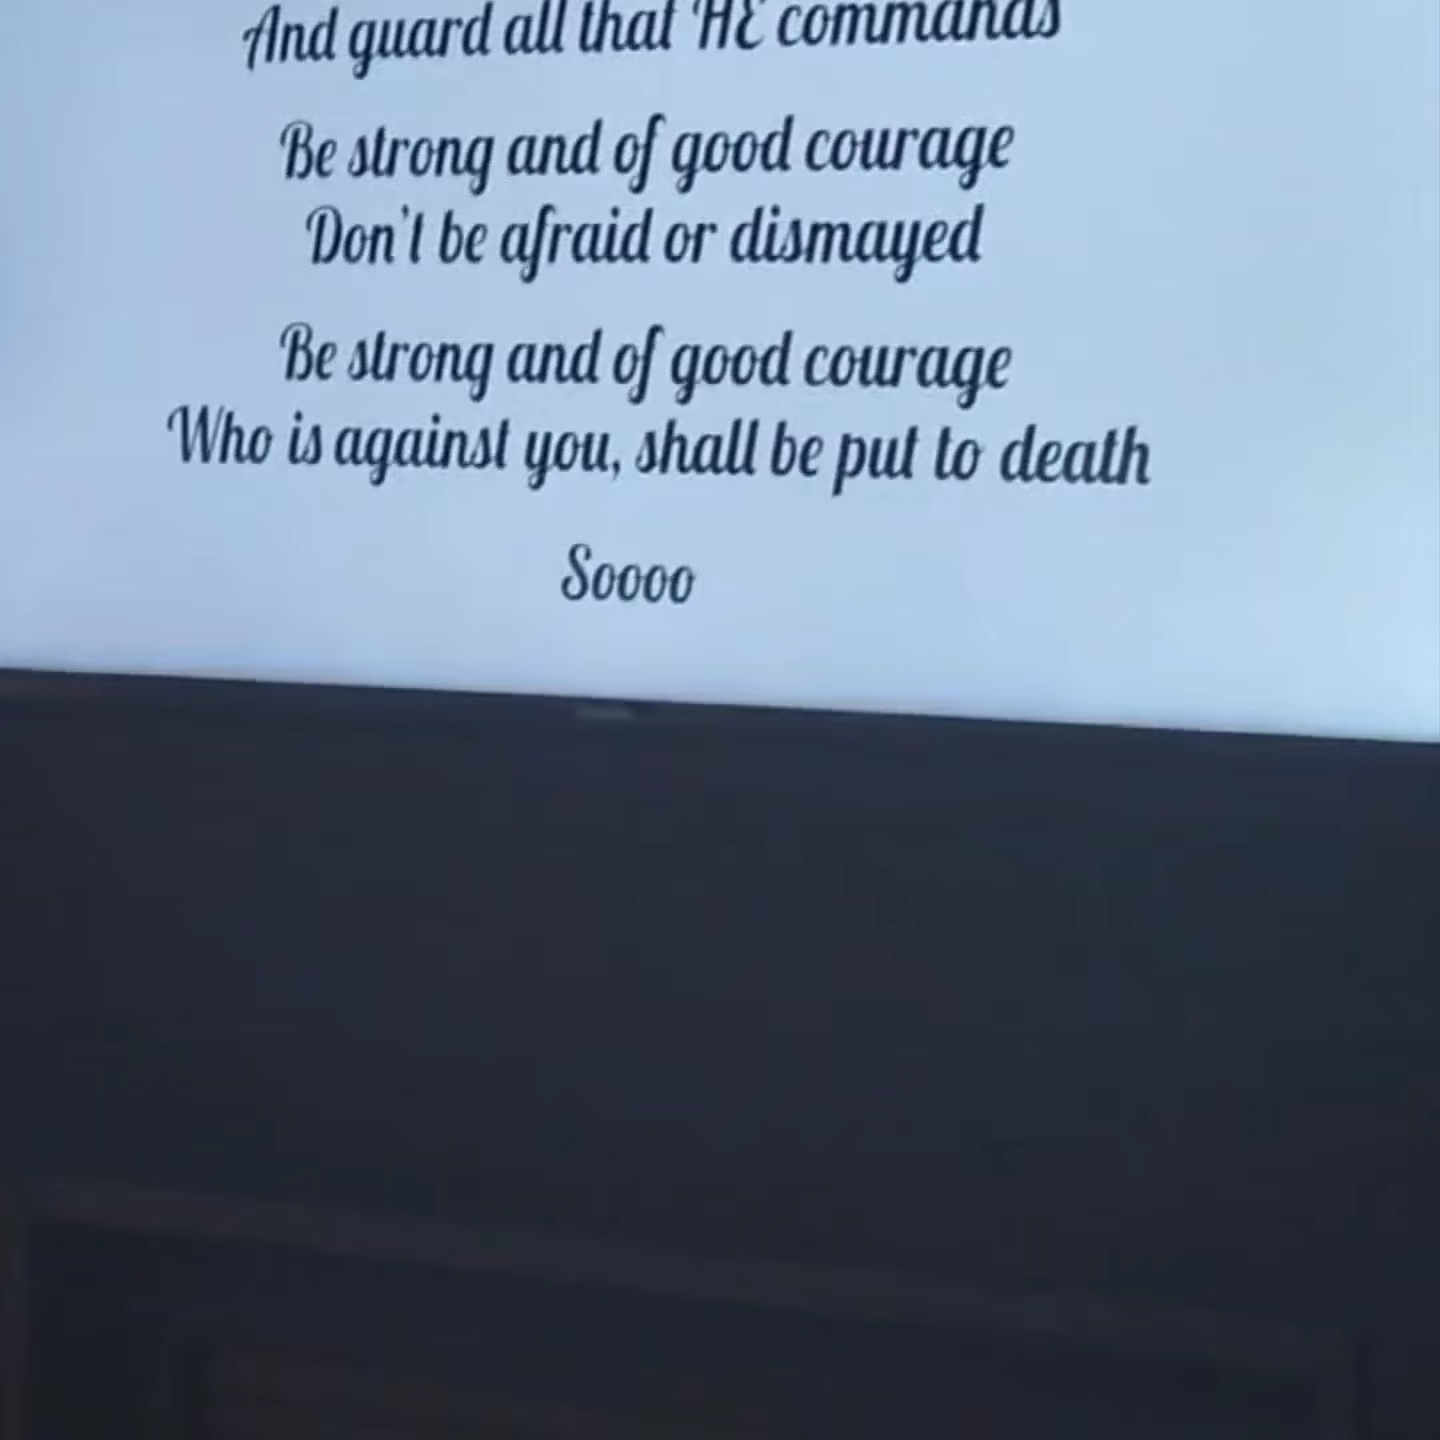 And guard all that HE commands
Be strong and of good courage
Don't be afraid or dismayed
Be strong and of good courage
Who is against you, shall be put to death
Soooo